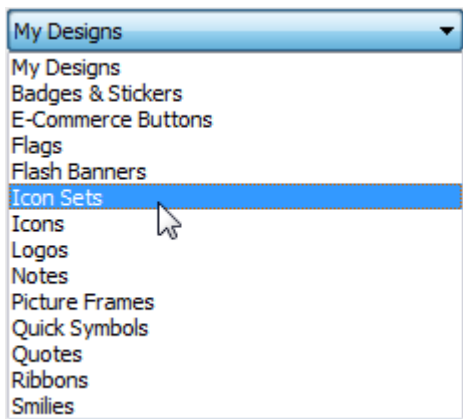 My Designs
My Designs
Badges & Stickers
E-Commerce Buttons
Flags
Flash Banners
Icon Sets
Icons
Logos
Notes
Picture Frames
Quick Symbols
Quotes
Ribbons
Smilies